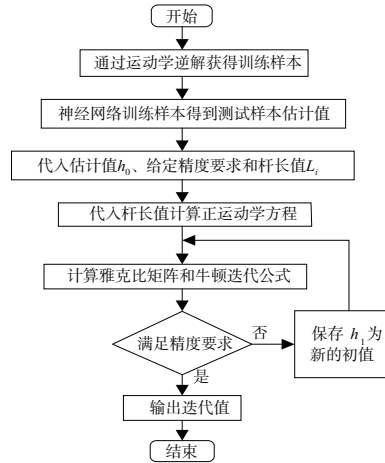 开始
通过运动学逆解获得训练样本
神经网络训练样本得到测试样本估计值
代入估计值h₀、给定精度要求和杆长值Lᵢ
代入杆长值计算正运动学方程
计算雅克比矩阵和牛顿迭代公式
满足精度要求
否
保存 h₁为
新的初值
是
输出迭代值
结束